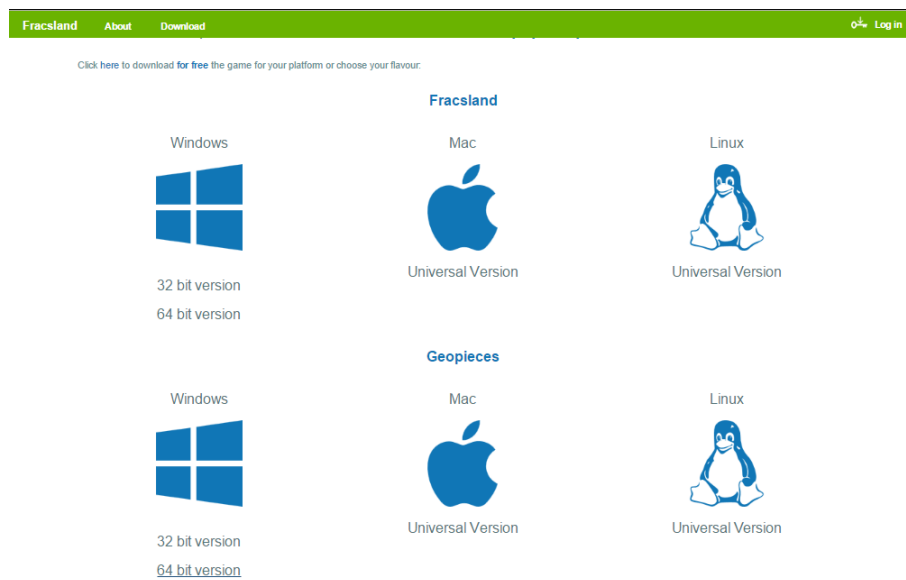 Fracsland About Download Log in
Click here to download for free the game for your platform or choose your flavour:
Fracsland
Windows Mac Linux
Universal Version Universal Version
32 bit version
64 bit version
Geopieces
Windows Mac Linux
Universal Version Universal Version
32 bit version
64 bit version